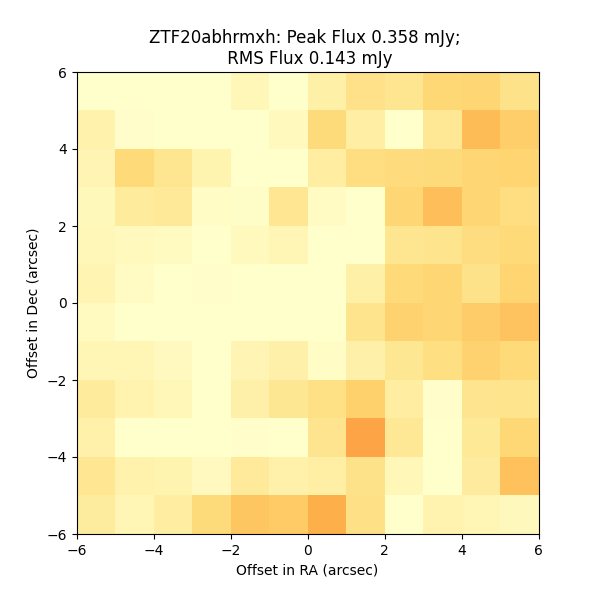 ZTF20abhrmxh: Peak Flux 0.358 mJy;
RMS Flux 0.143 mJy
6
4
2
0
−2
−4
−6
Offset in Dec (arcsec)
−6 −4 −2 0 2 4 6
Offset in RA (arcsec)